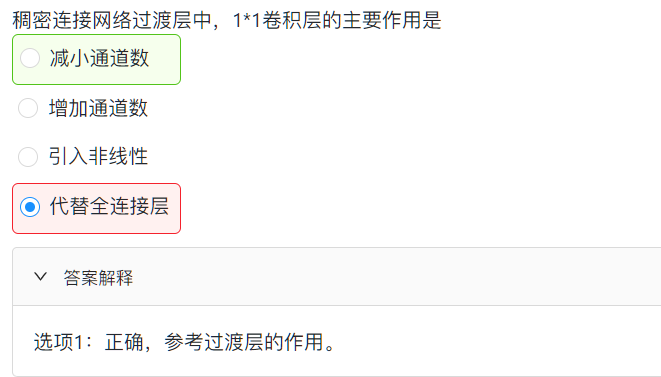 稠密连接网络过渡层中，1*1卷积层的主要作用是
减小通道数
增加通道数
引入非线性
代替全连接层
答案解释
选项1：正确，参考过渡层的作用。